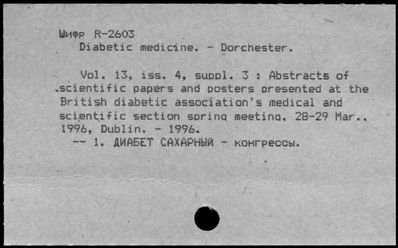 Шифр R-2603
Diabetic medicine. - Dorchester.
Vol. 13, iss. 4, suppl. 3 : Abstracts of
scientific papers and posters presented at the
British diabetic association's medical and
scientific section spring meeting, 28-29 Mar.,
1996, Dublin. - 1996.
-- 1. ДИАБЕТ САХАРНЫЙ - конгрессы.